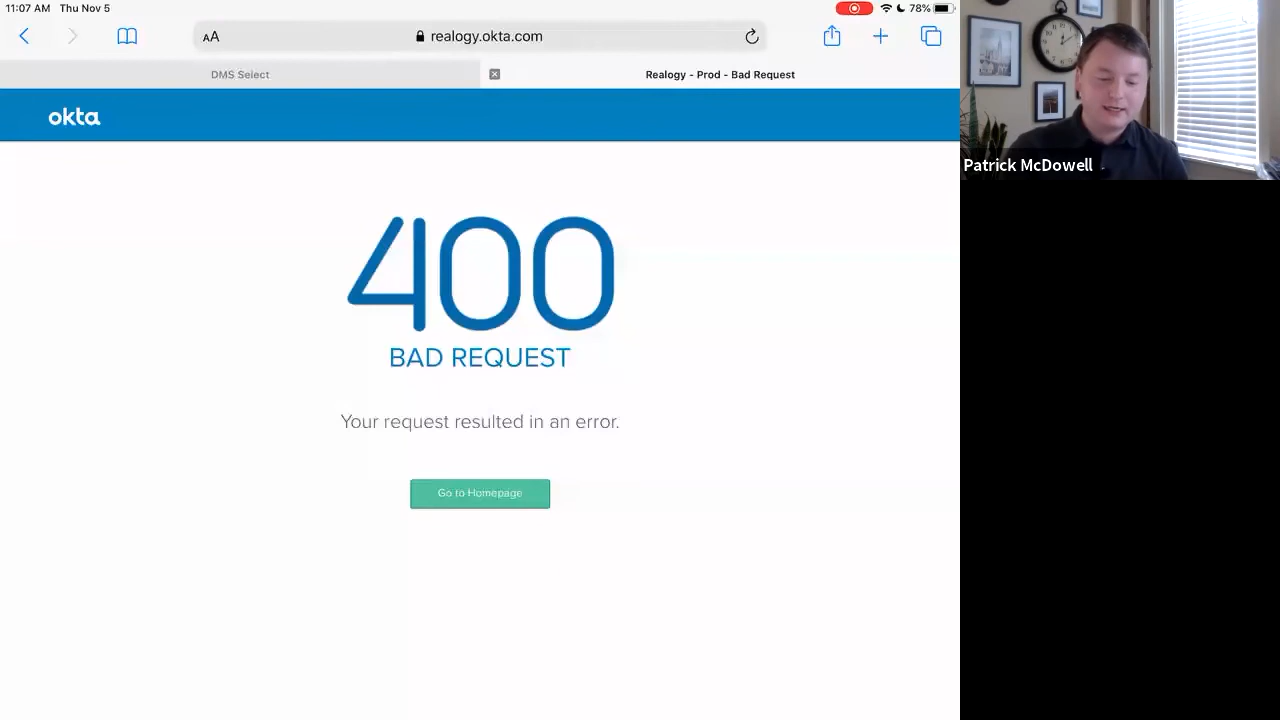 11:07 AM Thu Nov 5
78%
AA
realogy.okta.com
DMS Select
Realogy - Prod - Bad Request
okta
400
BAD REQUEST
Your request resulted in an error.
Go to Homepage
Patrick McDowell